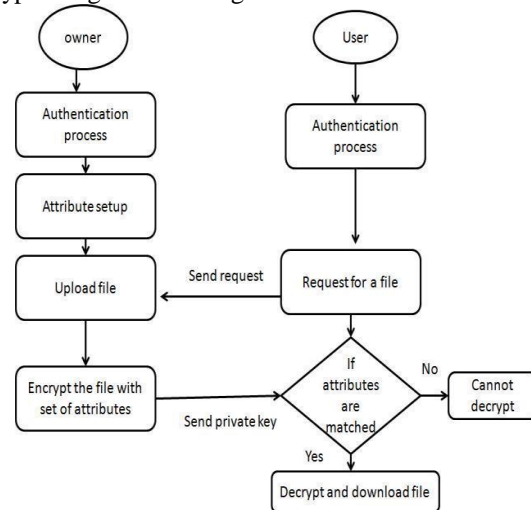 owner
User
Authentication
process
Authentication
process
Attribute setup
Upload file
Send request
Request for a file
Encrypt the file with
set of attributes
Send private key
If
attributes
are
matched
No
Cannot
decrypt
Yes
Decrypt and download file